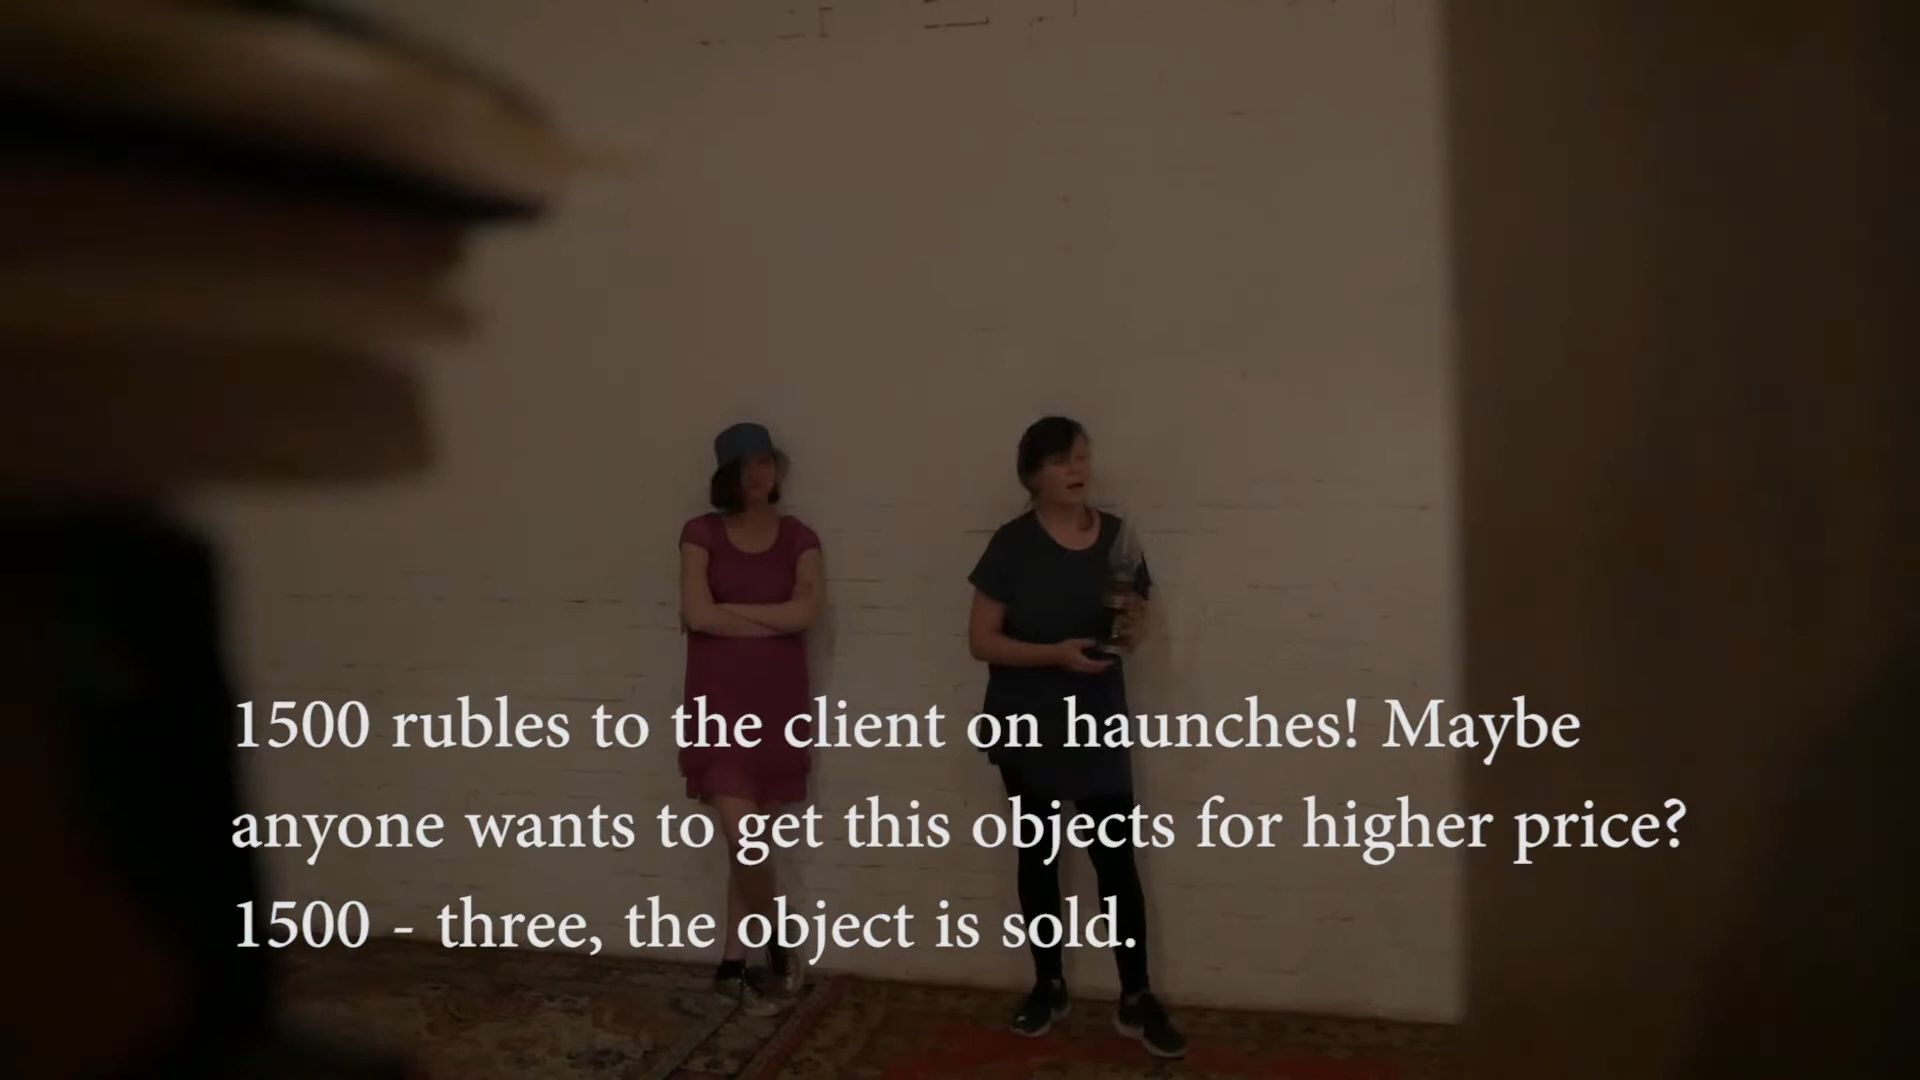 1500 rubles to the client on haunches! Maybe
anyone wants to get this objects for higher price?
1500 - three, the object is sold.